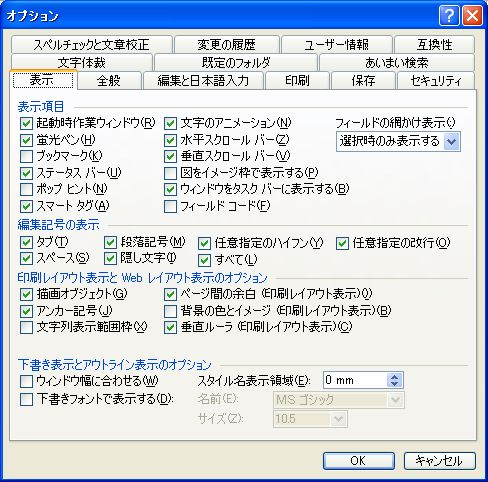 オプション
スペルチェックと文章校正 変更の履歴 ユーザー情報 互換性
文字体裁 既定のフォルダ あいまい検索
表示 全般 編集と日本語入力 印刷 保存 セキュリティ
表示項目
起動時作業ウィンドウ(R) 文字のアニメーション(N) フィールドの網かけ表示(:)
蛍光ペン(H) 水平スクロール バー(Z) 選択時のみ表示する
ブックマーク(K) 垂直スクロール バー(V)
ステータス バー(U) 図をイメージ枠で表示する(P)
ポップ ヒント(N) ウィンドウをタスク バーに表示する(B)
スマート タグ(A) フィールド コード(F)
編集記号の表示
タブ(T) 段落記号(M) 任意指定のハイフン(Y) 任意指定の改行(O)
スペース(S) 隠し文字(I) すべて(L)
印刷レイアウト表示と Web レイアウト表示のオプション
描画オブジェクト(G) ページ間の余白 (印刷レイアウト表示)(I)
アンカー記号(J) 背景の色とイメージ (印刷レイアウト表示)(B)
文字列表示範囲枠(X) 垂直ルーラ (印刷レイアウト表示)(C)
下書き表示とアウトライン表示のオプション
ウィンドウ幅に合わせる(W) スタイル名表示領域(E): 0 mm
下書きフォントで表示する(D): 名前(E): MS ゴシック
サイズ(Z): 10.5
OK キャンセル